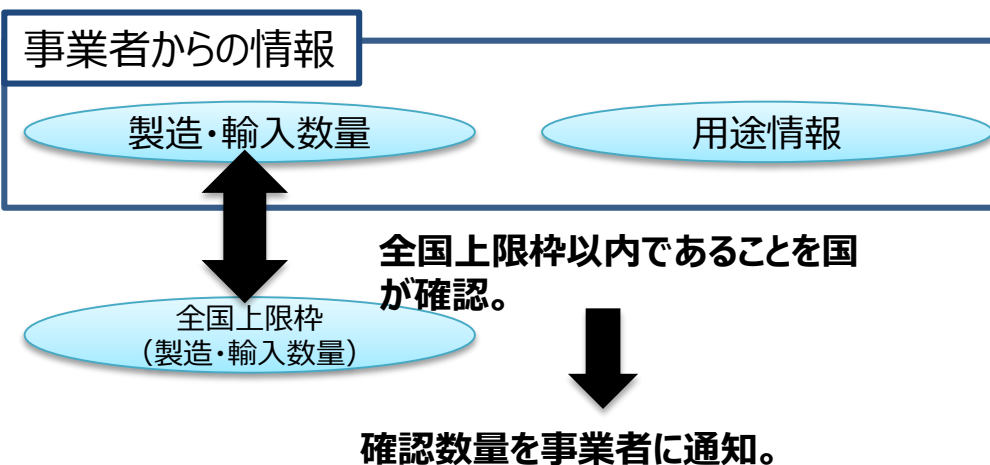 事業者からの情報
製造・輸入数量
用途情報
全国上限枠以内であることを国
が確認。
全国上限枠
（製造・輸入数量）
確認数量を事業者に通知。